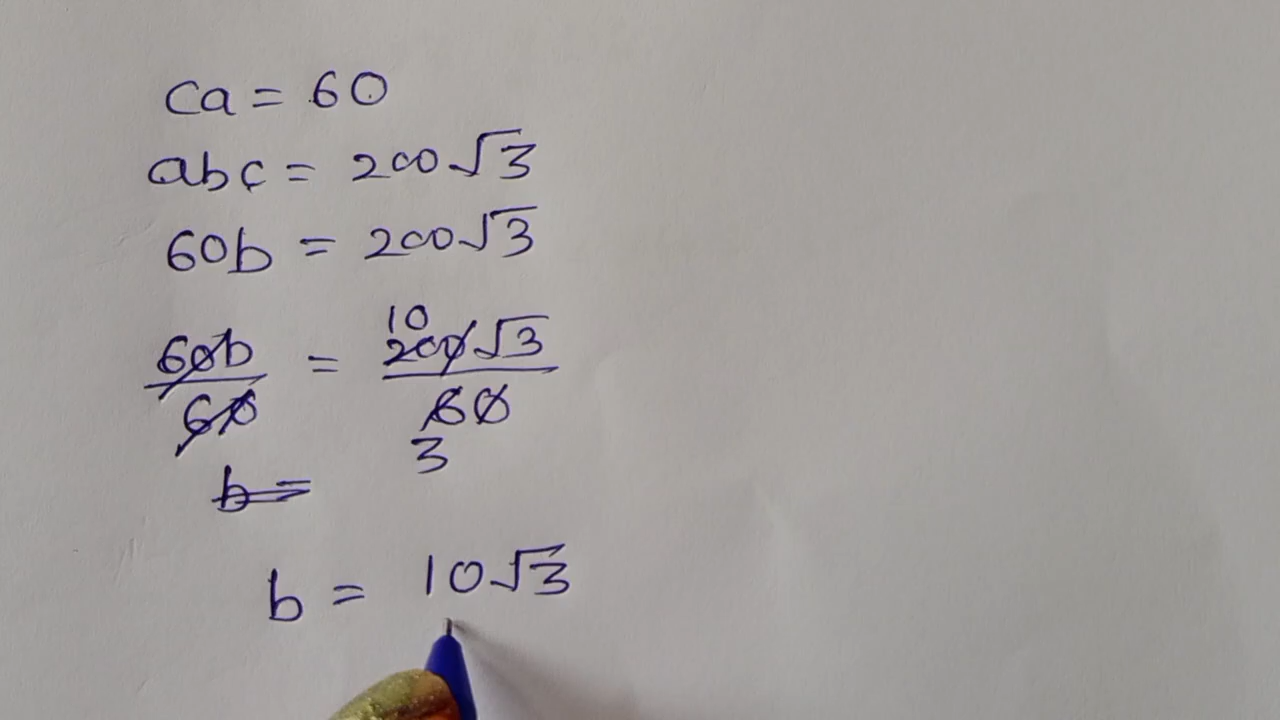 ca = 60
abc = 200√3
60b = 200√3
10
60b = 200√3
60 60
3
b =
b = 10√3